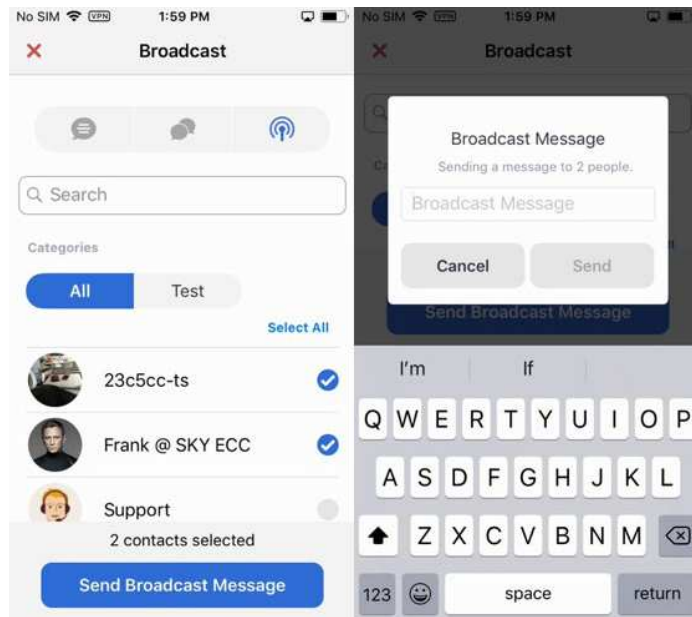 No SIM VPN 1:59 PM
Broadcast
Search
Categories
All Test
Select All
23c5cc-ts
Frank @ SKY ECC
Support
2 contacts selected
Send Broadcast Message
No SIM VPN 1:59 PM
Broadcast
Broadcast Message
Sending a message to 2 people.
Broadcast Message
Cancel Send
Send Broadcast Message
I'm If
Q W E R T Y U I O P
A S D F G H J K L
Z X C V B N M
123 space return